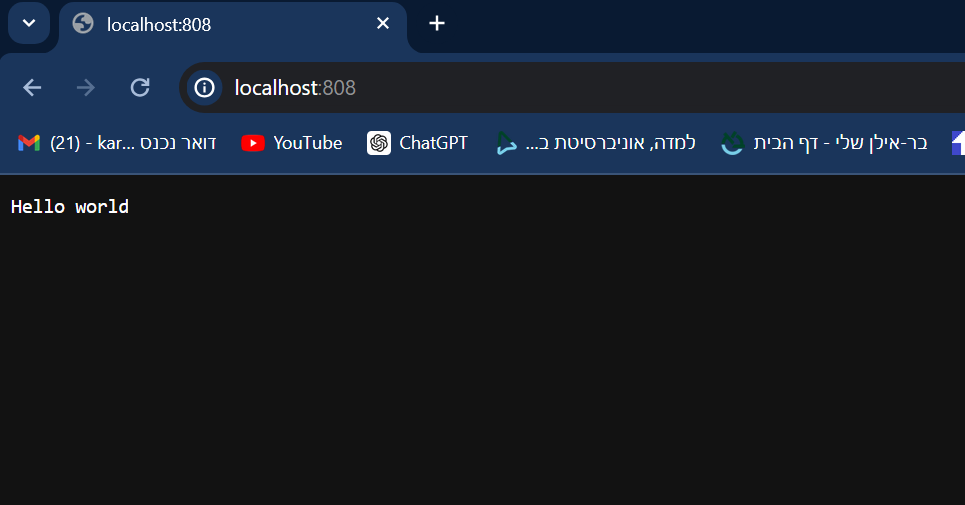 localhost:808
localhost:808
דואר נכנס (21) - kar...
YouTube
ChatGPT
למדה, אוניברסיטת ב...
בר-אילן שלי - דף הבית
Hello world